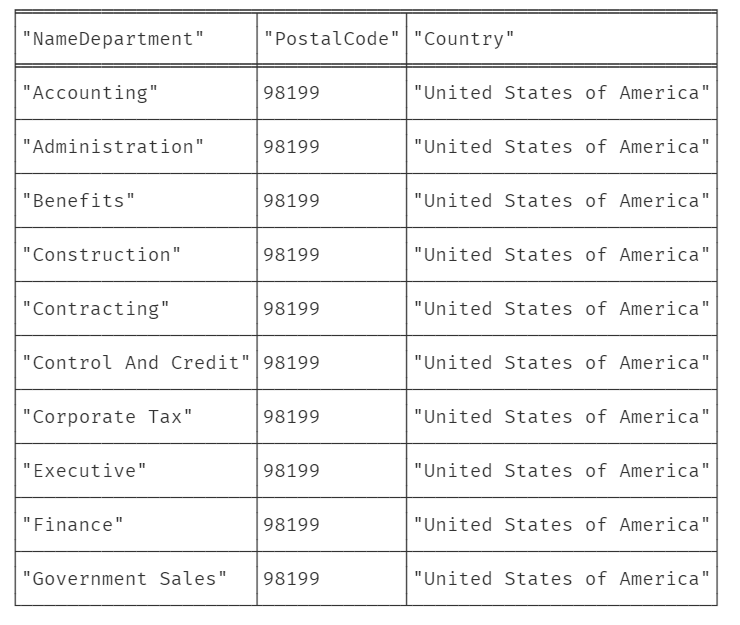 "NameDepartment" "PostalCode" "Country"
"Accounting" 98199 "United States of America"
"Administration" 98199 "United States of America"
"Benefits" 98199 "United States of America"
"Construction" 98199 "United States of America"
"Contracting" 98199 "United States of America"
"Control And Credit" 98199 "United States of America"
"Corporate Tax" 98199 "United States of America"
"Executive" 98199 "United States of America"
"Finance" 98199 "United States of America"
"Government Sales" 98199 "United States of America"